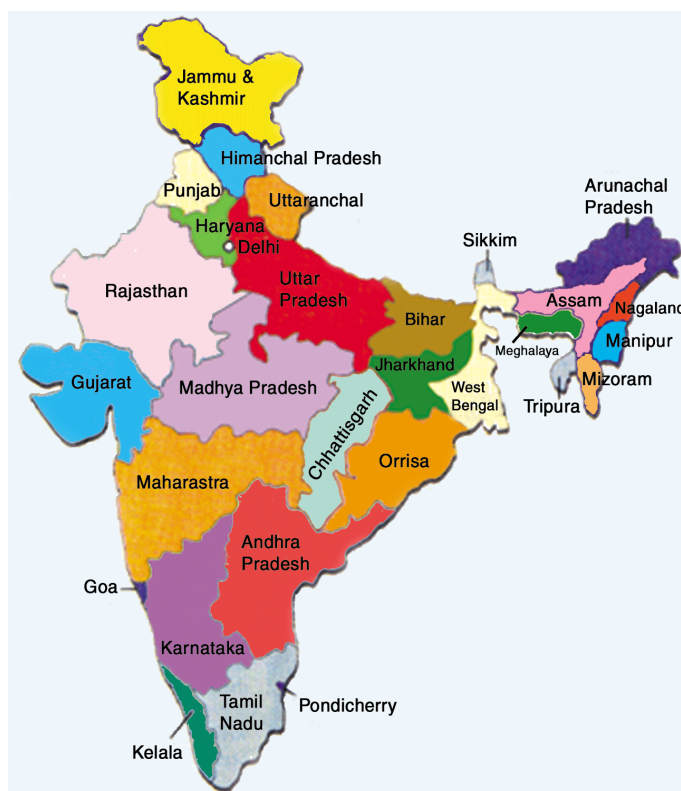 Jammu &
Kashmir
Himanchal Pradesh
Punjab
Uttaranchal
Arunachal
Pradesh
Haryana
Delhi
Sikkim
Rajasthan
Uttar
Pradesh
Assam
Nagaland
Bihar
Meghalaya
Manipur
Gujarat
Madhya Pradesh
Jharkhand
West
Bengal
Mizoram
Tripura
Chhattisgarh
Orrisa
Maharastra
Andhra
Pradesh
Goa
Karnataka
Tamil
Nadu
Pondicherry
Kelala